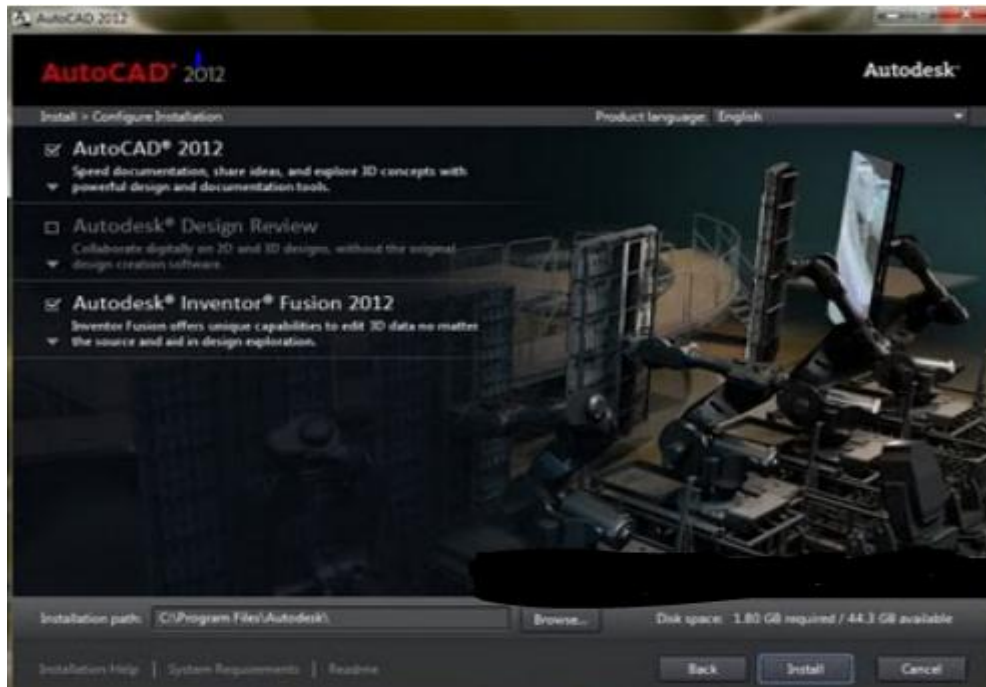 AutoCAD 2012
AutoCAD® 2012
Autodesk™
Install > Configure Installation
Product language: English
AutoCAD® 2012
Speed documentation, share ideas, and explore 3D concepts with
powerful design and documentation tools.
Autodesk® Design Review
Collaborate digitally on 2D and 3D designs, without the original
design creation software.
Autodesk® Inventor® Fusion 2012
Inventor Fusion offers unique capabilities to edit 3D data no matter
the source and aid in design exploration.
Installation path: C:\Program Files\Autodesk\
Browse...
Disk space: 1.80 GB required / 44.3 GB available
Installation Help | System Requirements | Readme
Back
Install
Cancel